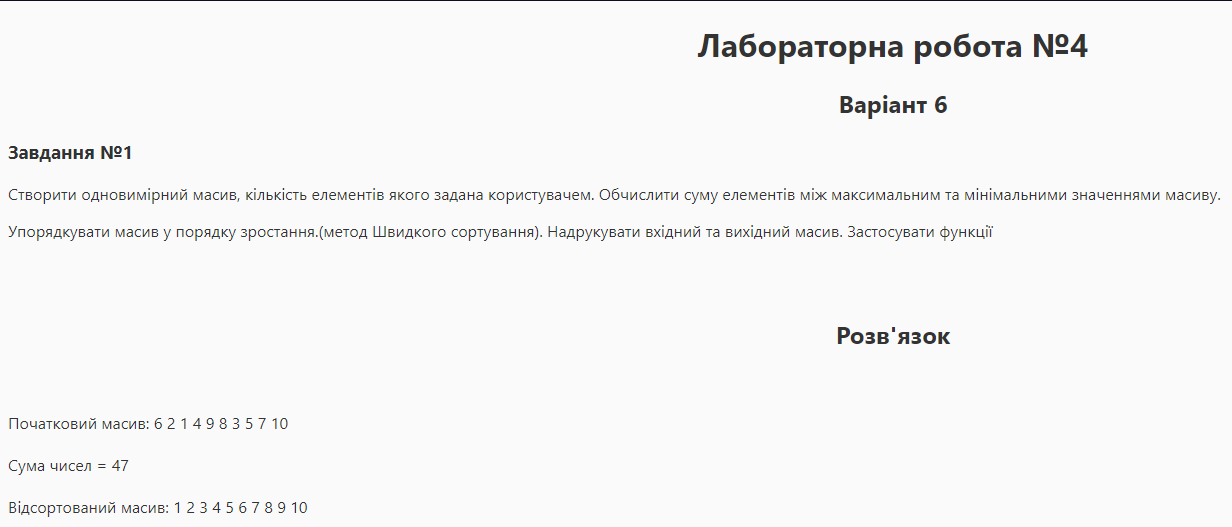 Лабораторна робота №4
Варіант 6
Завдання №1
Створити одновимірний масив, кількість елементів якого задана користувачем. Обчислити суму елементів між максимальним та мінімальними значеннями масиву.
Упорядкувати масив у порядку зростання.(метод Швидкого сортування). Надрукувати вхідний та вихідний масив. Застосувати функції
Розв'язок
Початковий масив: 6 2 1 4 9 8 3 5 7 10
Сума чисел = 47
Відсортований масив: 1 2 3 4 5 6 7 8 9 10